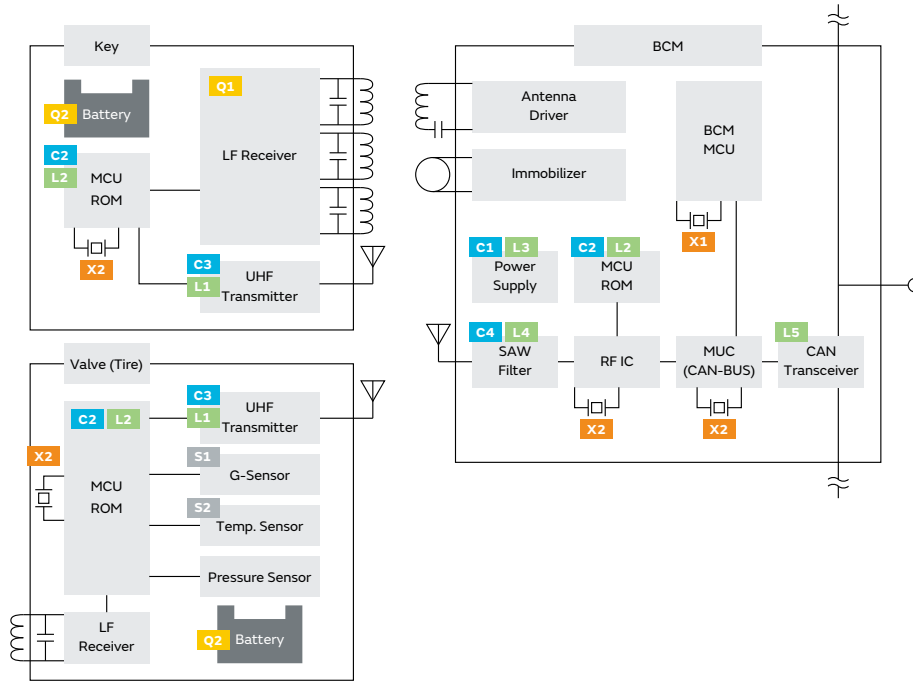 Key
Q1
Q2
Battery
LF Receiver
C2
L2
MCU
ROM
X2
C3
L1
UHF
Transmitter
BCM
Antenna
Driver
BCM
MCU
Immobilizer
X1
C1
L3
Power
Supply
C2
L2
MCU
ROM
C4
L4
SAW
Filter
RF IC
X2
MUC
(CAN-BUS)
X2
L5
CAN
Transceiver
Valve (Tire)
C2
L2
X2
MCU
ROM
C3
L1
UHF
Transmitter
S1
G-Sensor
S2
Temp. Sensor
Pressure Sensor
LF
Receiver
Q2
Battery